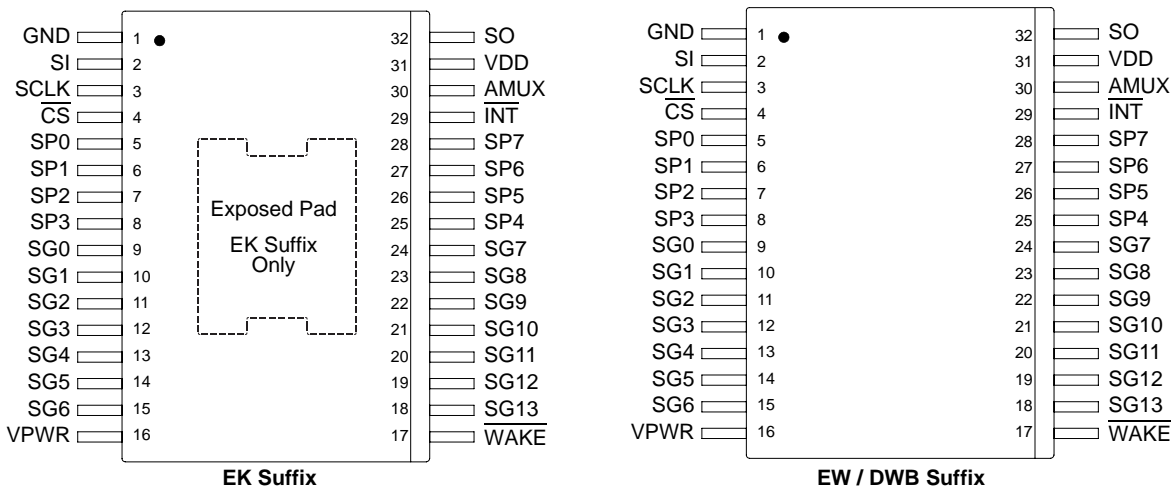 GND 1 32 SO
SI 2 31 VDD
SCLK 3 30 AMUX
CS 4 29 INT
SP0 5 28 SP7
SP1 6 27 SP6
SP2 7 26 SP5
SP3 8 25 SP4
SG0 9 24 SG7
SG1 10 23 SG8
SG2 11 22 SG9
SG3 12 21 SG10
SG4 13 20 SG11
SG5 14 19 SG12
SG6 15 18 SG13
VPWR 16 17 WAKE
Exposed Pad
EK Suffix
Only
EK Suffix
GND 1 32 SO
SI 2 31 VDD
SCLK 3 30 AMUX
CS 4 29 INT
SP0 5 28 SP7
SP1 6 27 SP6
SP2 7 26 SP5
SP3 8 25 SP4
SG0 9 24 SG7
SG1 10 23 SG8
SG2 11 22 SG9
SG3 12 21 SG10
SG4 13 20 SG11
SG5 14 19 SG12
SG6 15 18 SG13
VPWR 16 17 WAKE
EW / DWB Suffix